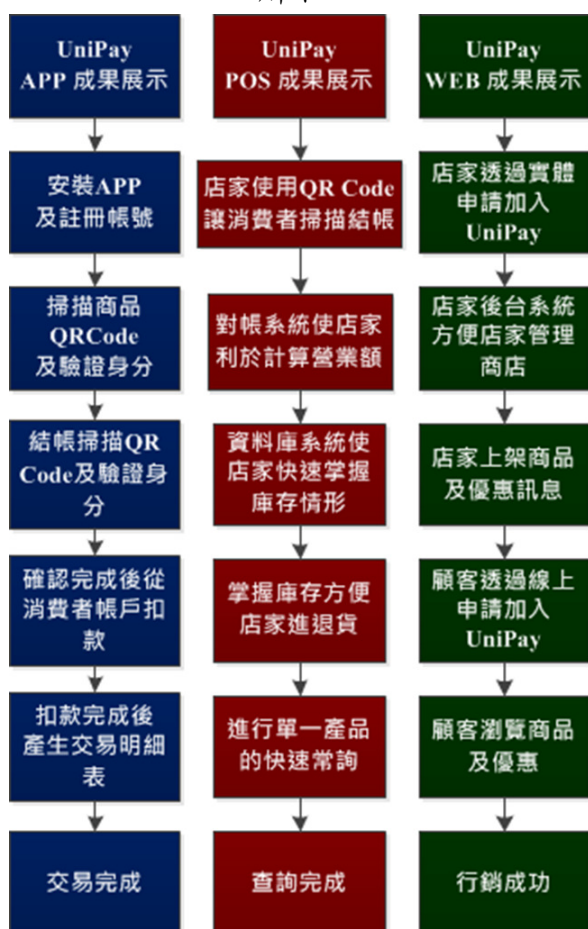 UniPay
APP 成果展示
安裝APP
及註冊帳號
掃描商品
QRCode
及驗證身分
結帳掃描QR
Code及驗證身
分
確認完成後從
消費者帳戶扣
款
扣款完成後
產生交易明細
表
交易完成
UniPay
POS 成果展示
店家使用QR Code
讓消費者掃描結帳
對帳系統使店家
利於計算營業額
資料庫系統使
店家快速掌握
庫存情形
掌握庫存方便
店家進退貨
進行單一產品
的快速常詢
查詢完成
UniPay
WEB 成果展示
店家透過實體
申請加入
UniPay
店家後台系統
方便店家管理
商店
店家上架商品
及優惠訊息
顧客透過線上
申請加入
UniPay
顧客瀏覽商品
及優惠
行銷成功